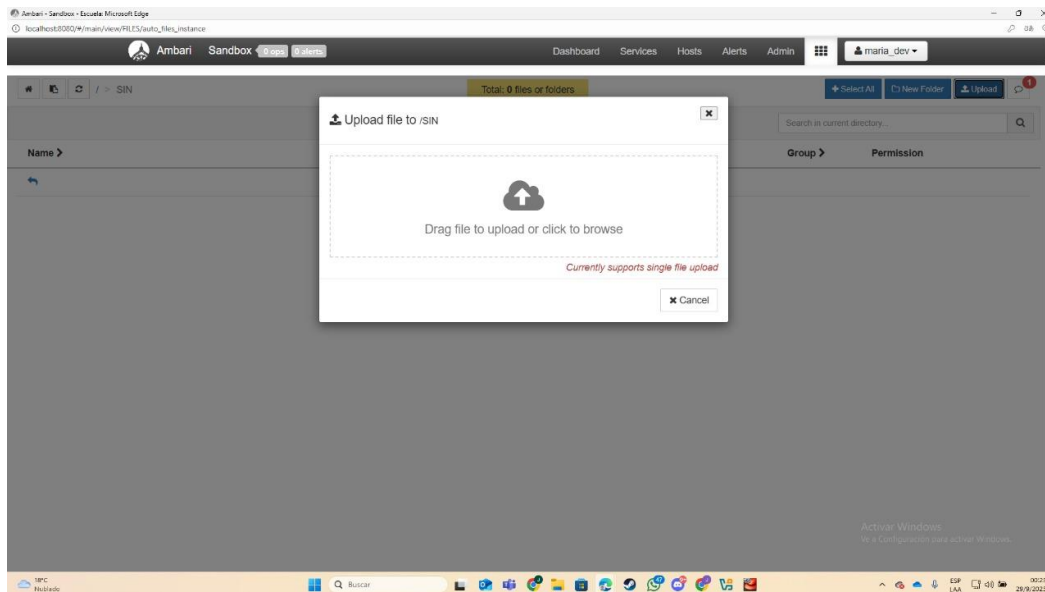 Ambari - Sandbox - Escuela: Microsoft Edge
localhost:8080/#/main/view/FILES/auto_files_instance
Ambari Sandbox 0 ops 0 alerts Dashboard Services Hosts Alerts Admin maria_dev
/ > SIN Total: 0 files or folders Select All New Folder Upload 1
Upload file to /SIN
Search in current directory...
Name > Group > Permission
Drag file to upload or click to browse
Currently supports single file upload
Cancel
Activar Windows
Ve a Configuración para activar Windows.
Nublado Buscar ESP LAA